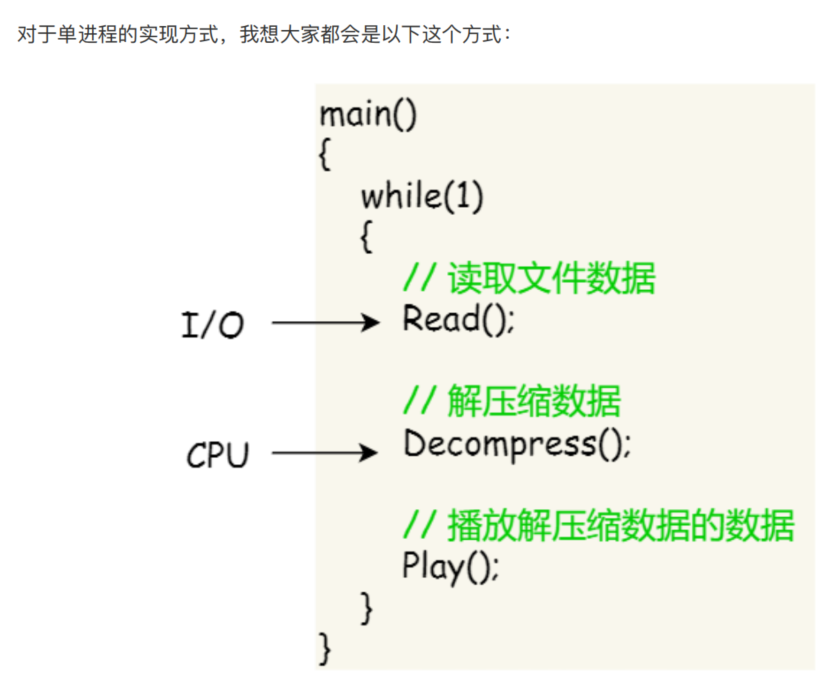 对于单进程的实现方式，我想大家都会是以下这个方式：
main()
{
while(1)
{
// 读取文件数据
I/O
Read();
// 解压缩数据
CPU
Decompress();
// 播放解压缩数据的数据
Play();
}
}